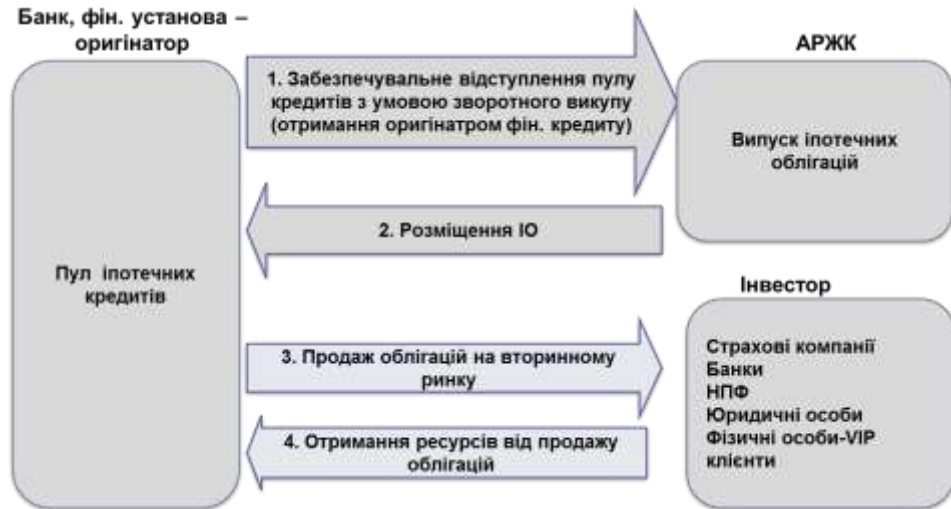 Банк, фін. установа –
оригінатор
АРЖК
1. Забезпечувальне відступлення пулу
кредитів з умовою зворотного викупу
(отримання оригінатром фін. кредиту)
Випуск іпотечних
облігацій
2. Розміщення ІО
Пул іпотечних
кредитів
Інвестор
3. Продаж облігацій на вторинному
ринку
Страхові компанії
Банки
НПФ
Юридичні особи
Фізичні особи-VIP
клієнти
4. Отримання ресурсів від продажу
облігацій